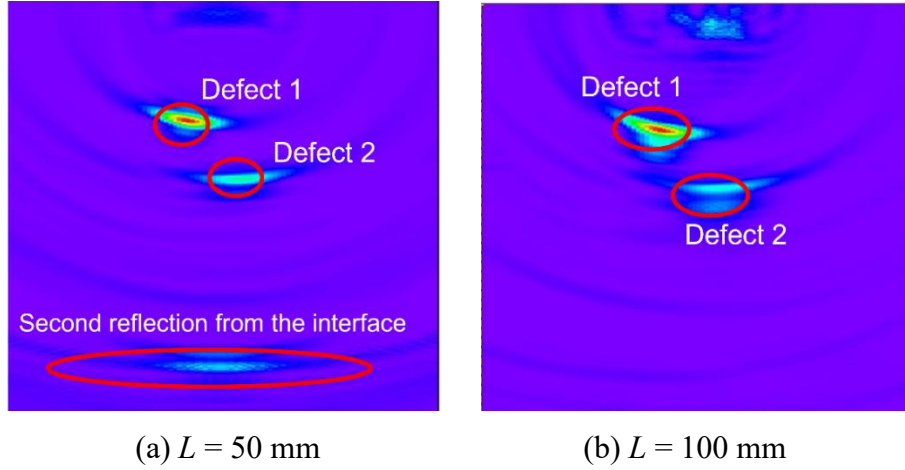 Defect 1
Defect 2
Second reflection from the interface
(a) L = 50 mm
Defect 1
Defect 2
(b) L = 100 mm